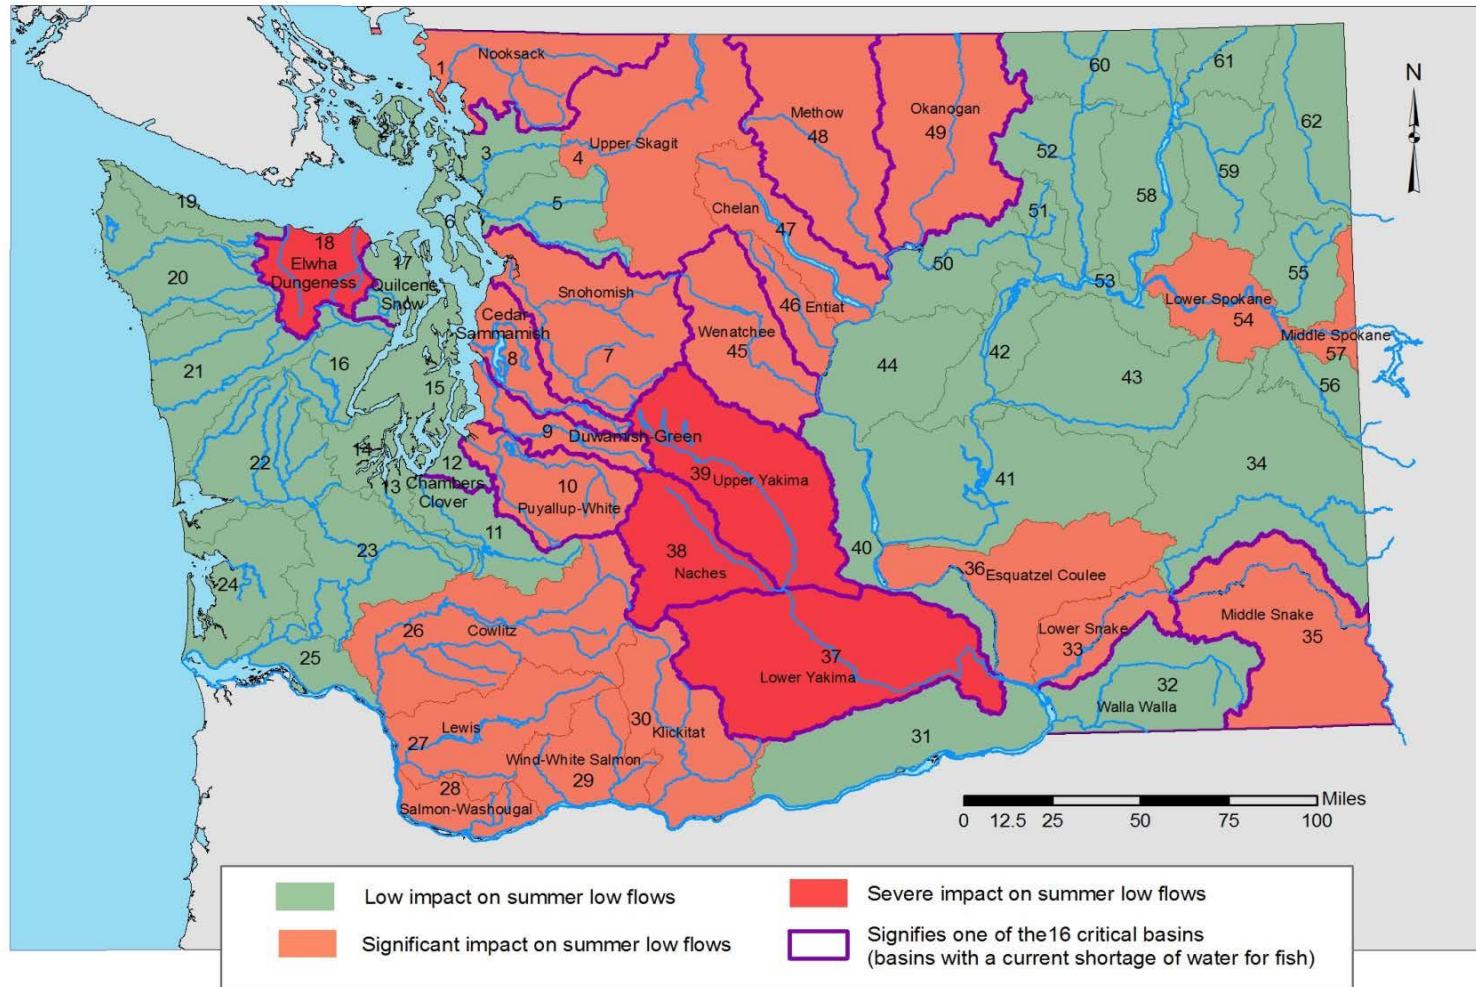 Nooksack
1
60
61
N
2
3
Upper Skagit
4
Methow
48
Okanogan
49
52
62
59
58
5
Chelan
47
51
19
18
Elwha
Dungeness
6
17
Quilcene
Snow
20
50
53
55
Lower Spokane
54
Middle Spokane
57
56
Snohomish
7
Cedar
Sammamish
8
46
Entiat
Wenatchee
45
44
42
43
21
16
15
9
Duwamish-Green
22
14
13
12
Chambers
Clover
10
Puyallup-White
39
Upper Yakima
41
34
11
23
38
Naches
40
36
Esquatzel Coulee
24
26
Cowlitz
25
Lower Snake
33
Middle Snake
35
37
Lower Yakima
32
Walla Walla
30
Klickitat
31
Lewis
27
Wind-White Salmon
29
28
Salmon-Washougal
Miles
0 12.5 25 50 75 100
Low impact on summer low flows
Significant impact on summer low flows
Severe impact on summer low flows
Signifies one of the16 critical basins
(basins with a current shortage of water for fish)